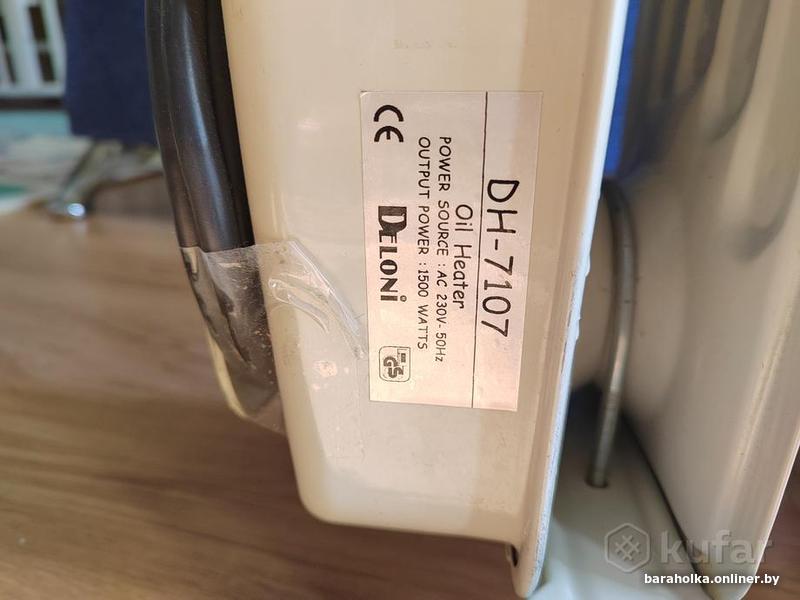 DH-7107
Oil Heater
POWER SOURCE : AC 230V-50Hz
OUTPUT POWER : 1500 WATTS
CE
DELONi
GS
kufar
baraholka.onliner.by